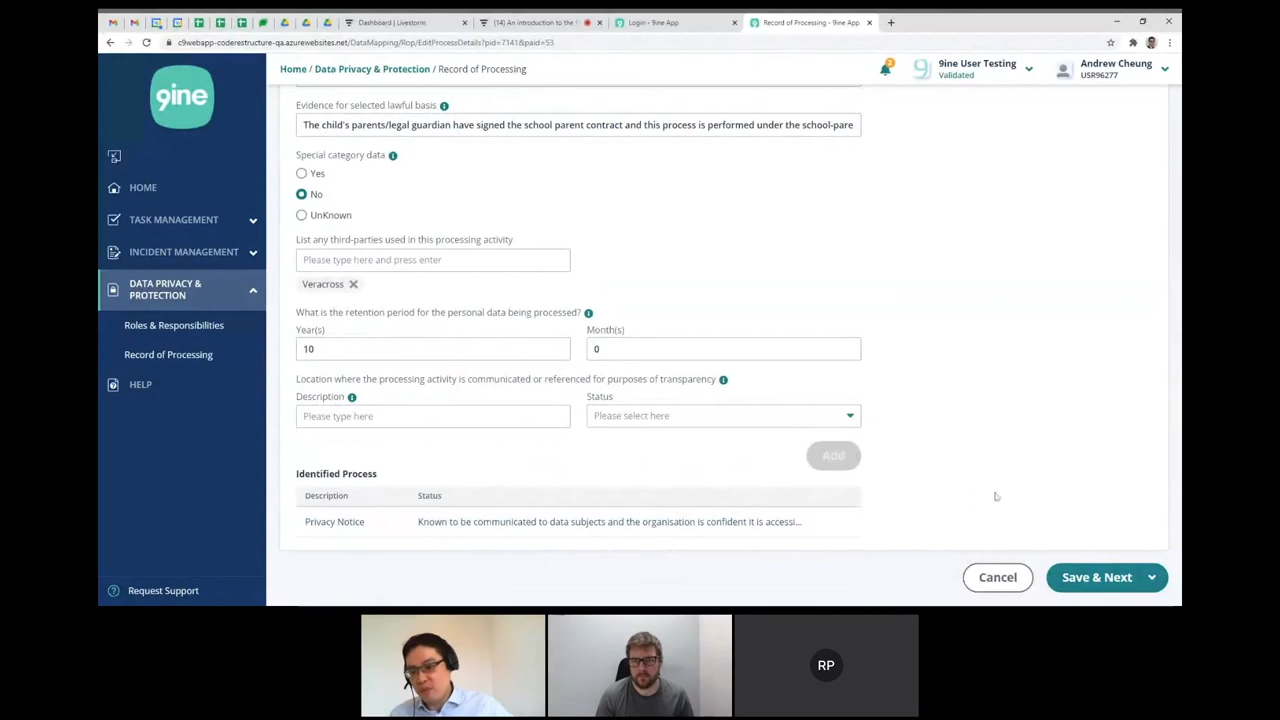 Dashboard | Livestorm
(14) An introduction to the
Login - 9ine App
Record of Processing - 9ine App
c9webapp-coderestructure-qa.azurewebsites.net/DataMapping/Rop/EditProcessDetails?pid=7141&paid=53
9ine
Home / Data Privacy & Protection / Record of Processing
2
9ine User Testing
Validated
Andrew Cheung
USR96277
HOME
TASK MANAGEMENT
INCIDENT MANAGEMENT
DATA PRIVACY &
PROTECTION
Roles & Responsibilities
Record of Processing
HELP
Request Support
Evidence for selected lawful basis
The child's parents/legal guardian have signed the school parent contract and this process is performed under the school-pare
Special category data
Yes
No
UnKnown
List any third-parties used in this processing activity
Please type here and press enter
Veracross
What is the retention period for the personal data being processed?
Year(s)
Month(s)
10
0
Location where the processing activity is communicated or referenced for purposes of transparency
Description
Status
Please type here
Please select here
Add
Identified Process
Description
Status
Privacy Notice
Known to be communicated to data subjects and the organisation is confident it is accessi...
Cancel
Save & Next
RP